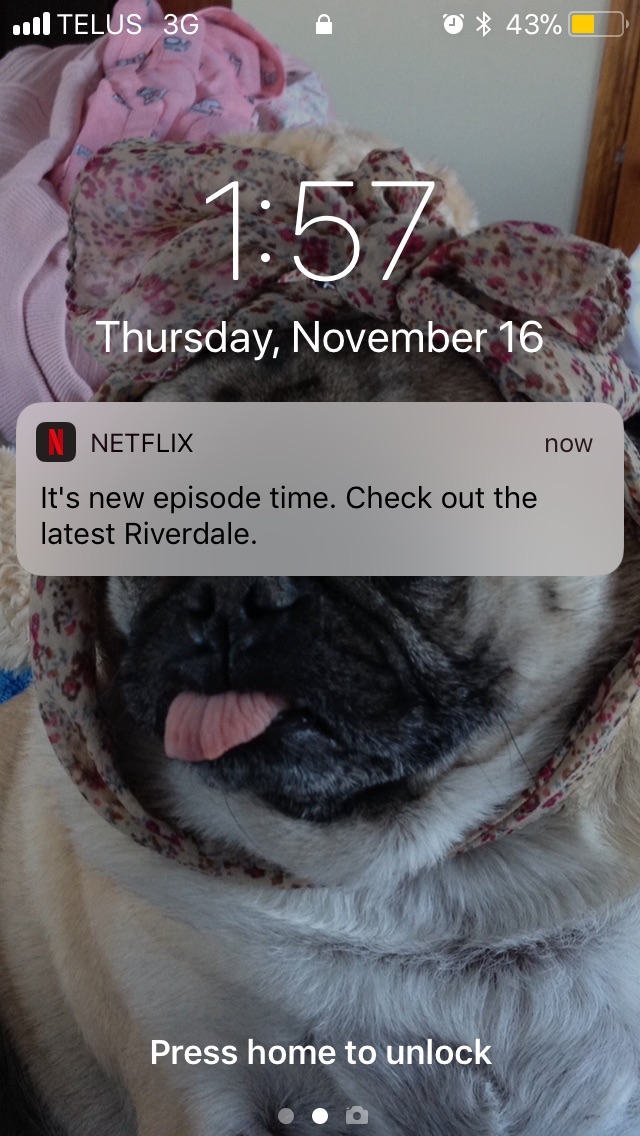 TELUS 3G 43%
1:57
Thursday, November 16
N NETFLIX now
It's new episode time. Check out the
latest Riverdale.
Press home to unlock